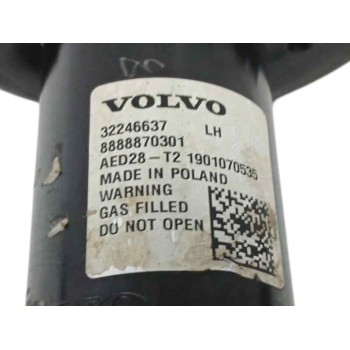 VOLVO
32246637 LH
8888870301
AED28-T2 1901070535
MADE IN POLAND
WARNING
GAS FILLED
DO NOT OPEN